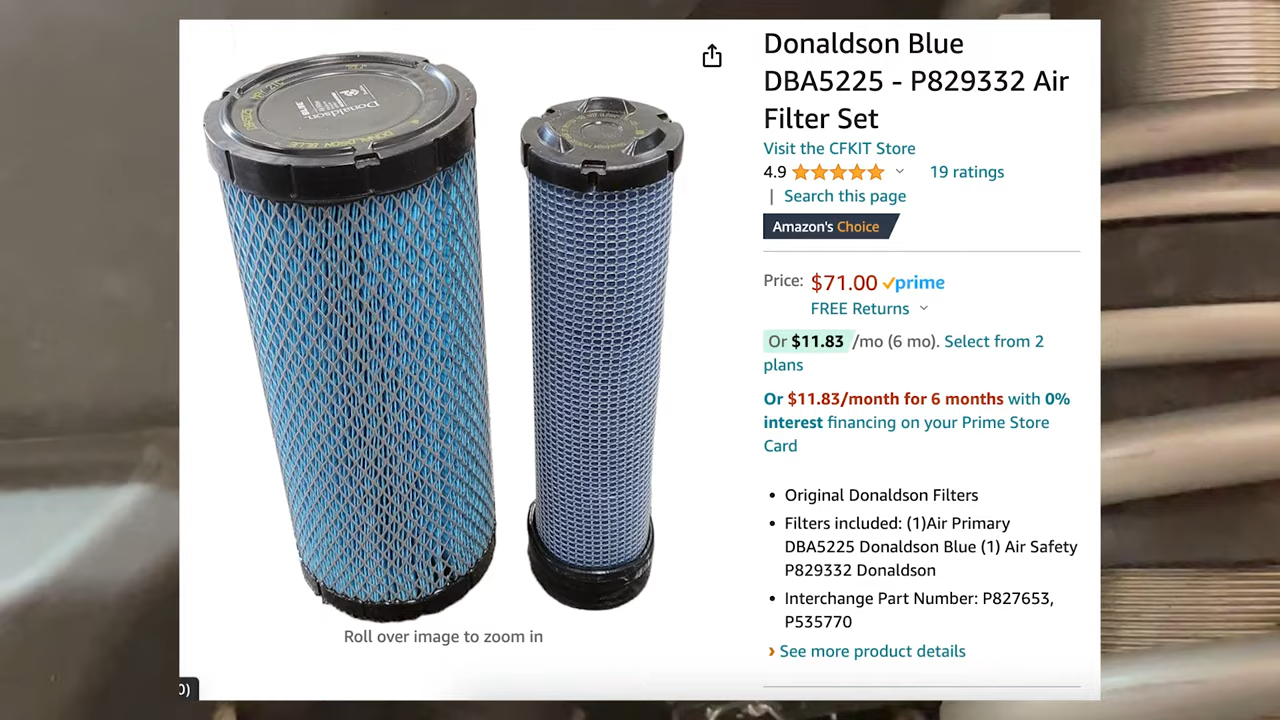 Donaldson Blue
DBA5225 - P829332 Air
Filter Set
Visit the CFKIT Store
4.9
19 ratings
| Search this page
Amazon's Choice
Price: $71.00 prime
FREE Returns
Or $11.83 /mo (6 mo). Select from 2
plans
Or $11.83/month for 6 months with 0%
interest financing on your Prime Store
Card
• Original Donaldson Filters
• Filters included: (1)Air Primary
DBA5225 Donaldson Blue (1) Air Safety
P829332 Donaldson
• Interchange Part Number: P827653,
P535770
› See more product details
Donaldson.
DONALDSON BLUE
Roll over image to zoom in
0)